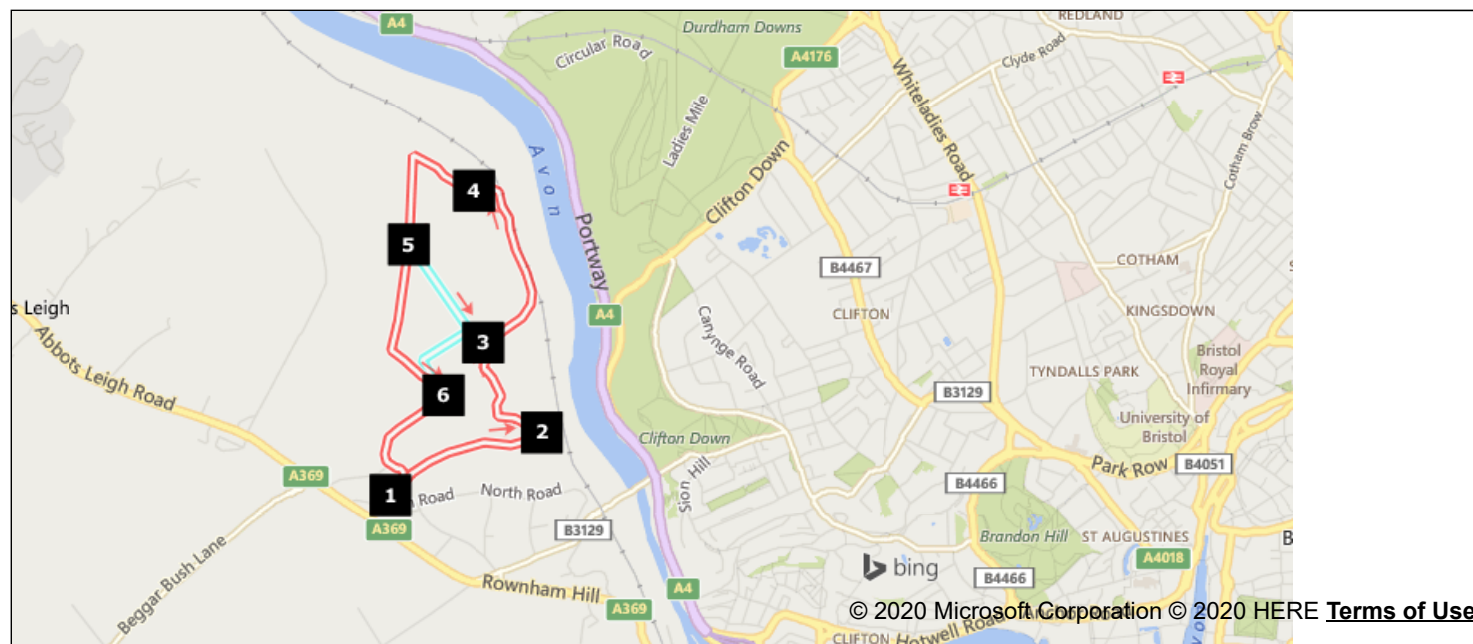 REDLAND
A4
Durdham Downs
Circular Road
A4176
Clyde Road
Whiteladies Road
Ladies Mile
Cotham Brow
Avon
4
Clifton Down
Portway
5
B4467
COTHAM
s Leigh
A4
CLIFTON
KINGSDOWN
3
Canynge Road
Abbots Leigh Road
Bristol
Royal
Infirmary
TYNDALLS PARK
6
B3129
University of
Bristol
2
Clifton Down
Park Row
B4051
A369
Sion Hill
1
Road
North Road
B4466
A369
B3129
Brandon Hill
ST AUGUSTINES
B
Beggar Bush Lane
A4018
bing
Rownham Hill
B4466
A4
A369
© 2020 Microsoft Corporation © 2020 HERE Terms of Use
CLIFTON
Hotwell Road